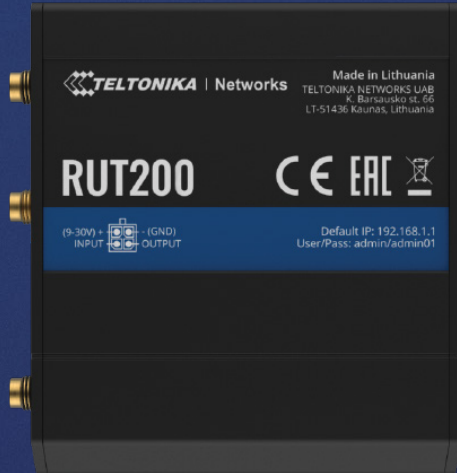 TELTONIKA | Networks
Made in Lithuania
TELTONIKA NETWORKS UAB
K. Barsausko st. 66
LT-51436 Kaunas, Lithuania
RUT200
CE EAC
(9-30V) + - (GND)
INPUT OUTPUT
Default IP: 192.168.1.1
User/Pass: admin/admin01